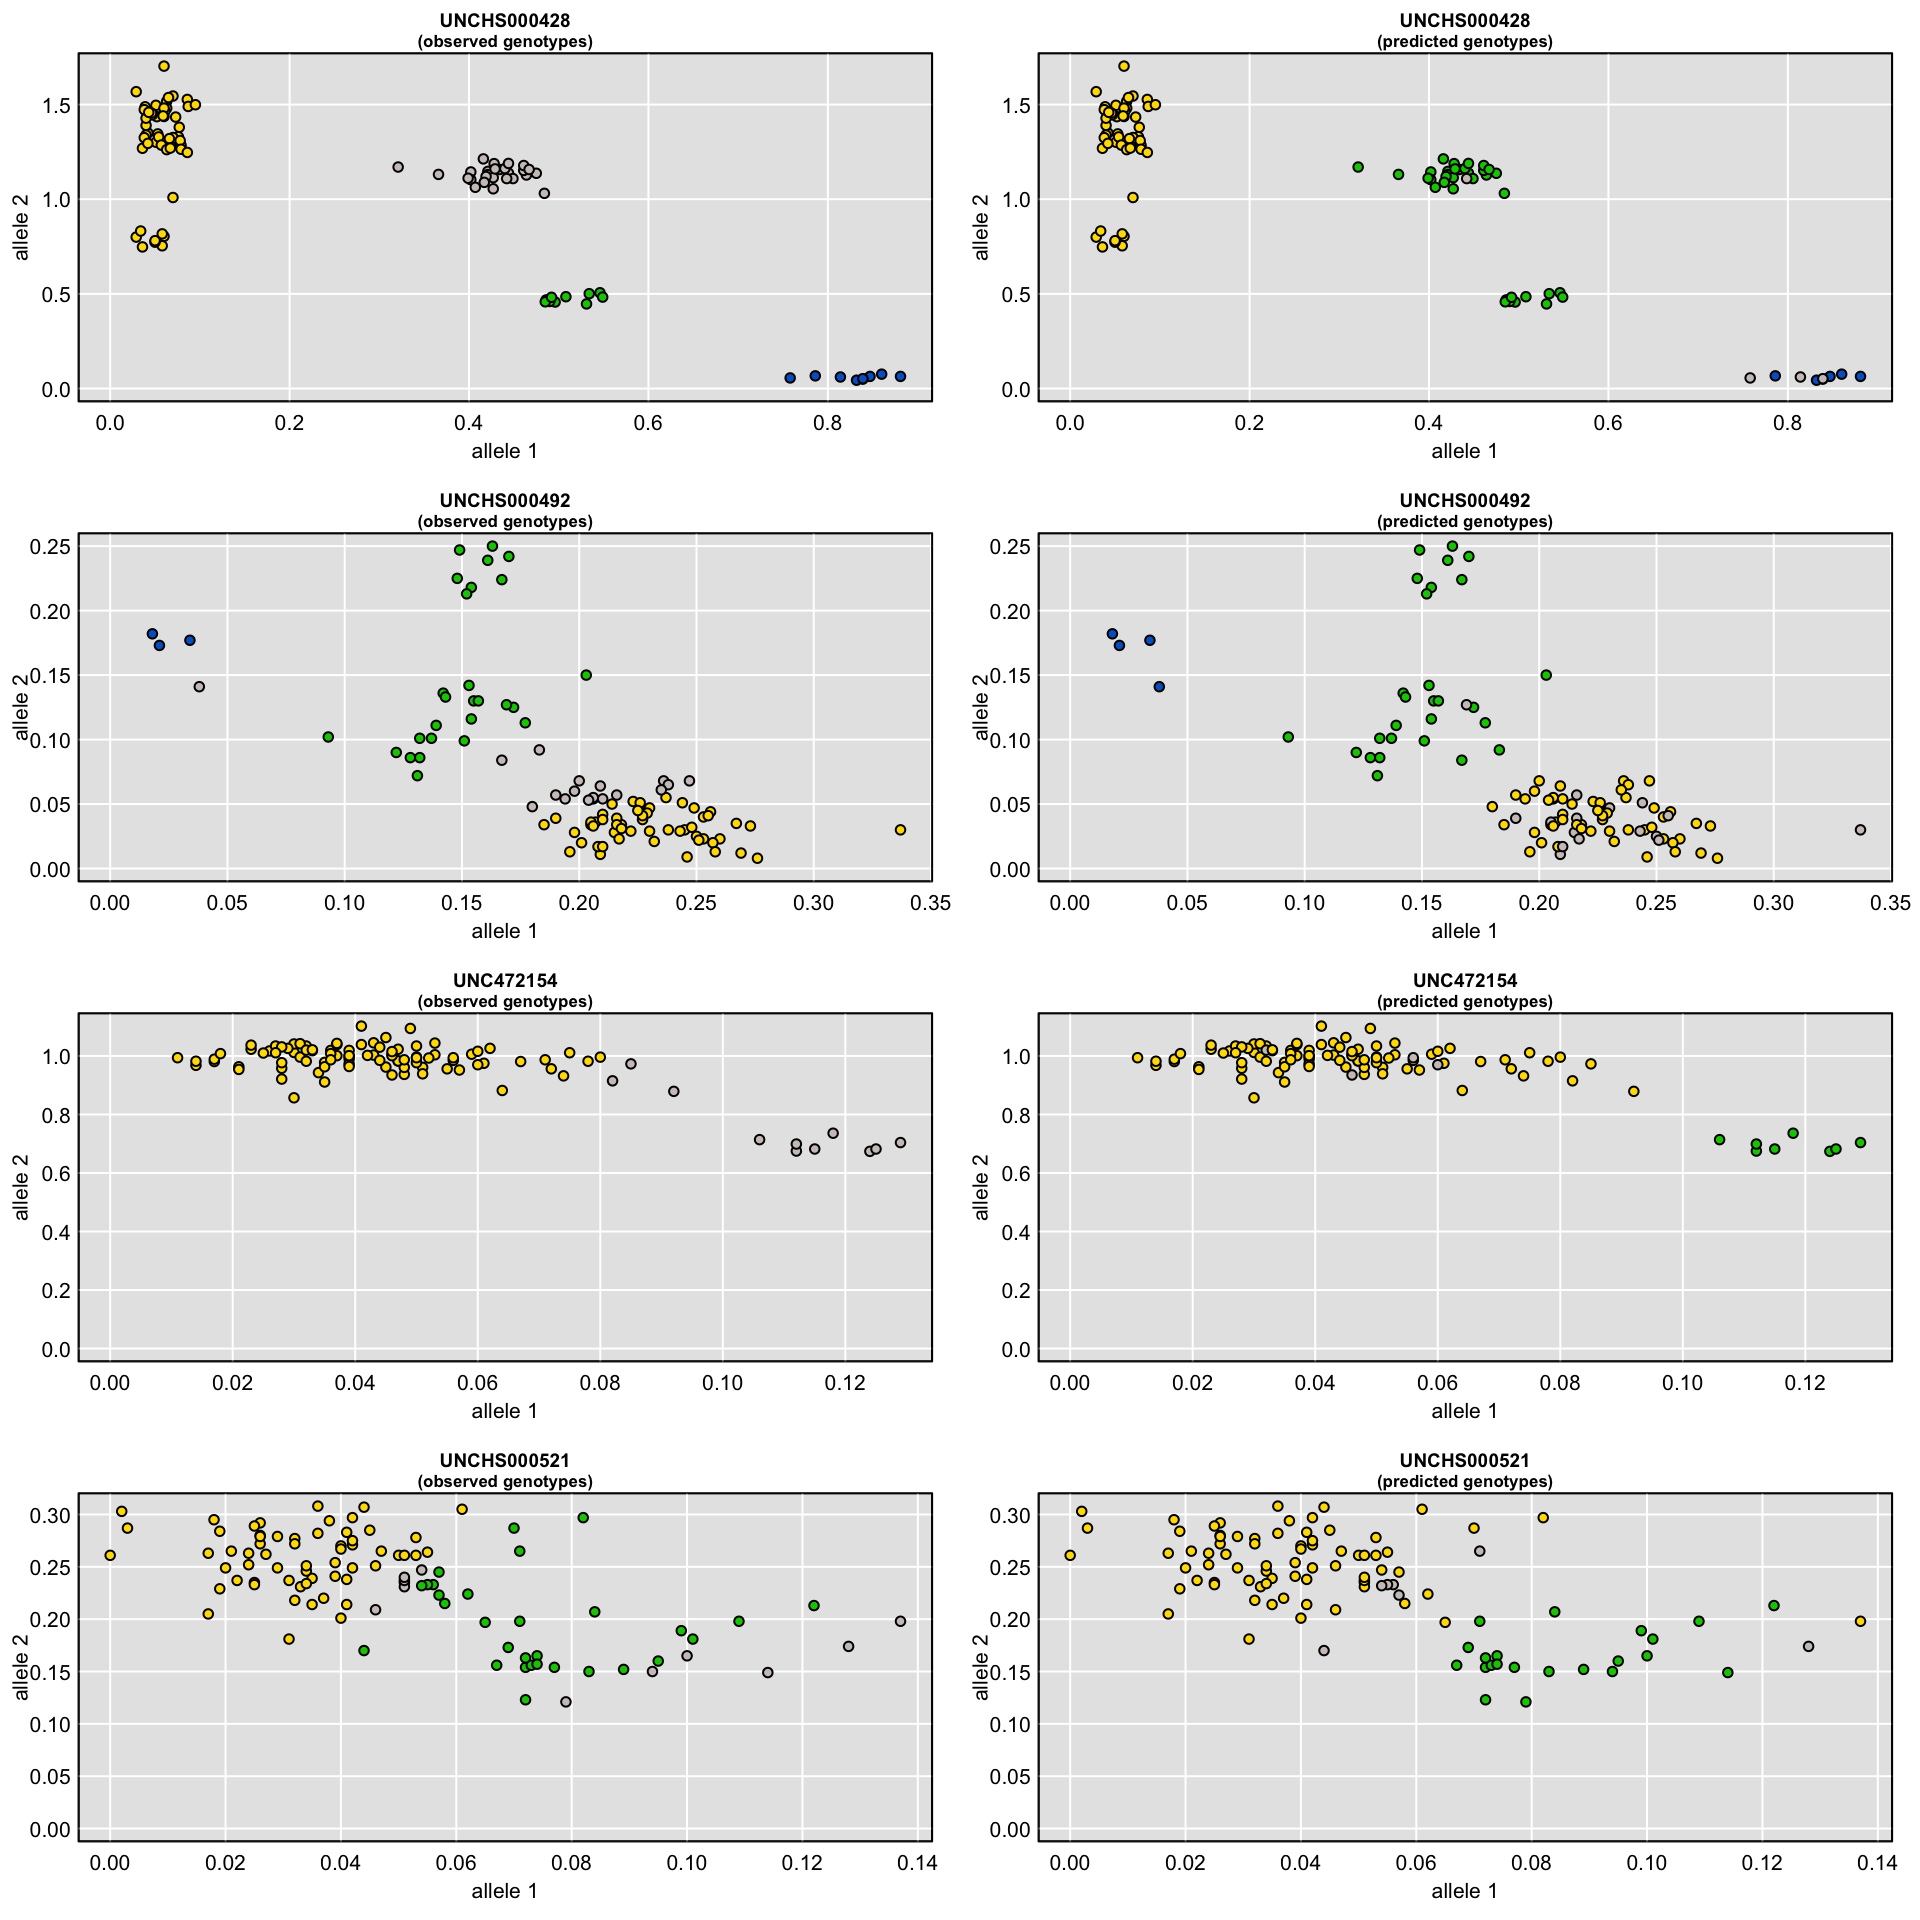 UNCHS000428
(observed genotypes)
allele 2
1.5
1.0
0.5
0.0
0.0 0.2 0.4 0.6 0.8
allele 1
UNCHS000428
(predicted genotypes)
allele 2
1.5
1.0
0.5
0.0
0.0 0.2 0.4 0.6 0.8
allele 1
UNCHS000492
(observed genotypes)
allele 2
0.25
0.20
0.15
0.10
0.05
0.00
0.00 0.05 0.10 0.15 0.20 0.25 0.30 0.35
allele 1
UNCHS000492
(predicted genotypes)
allele 2
0.25
0.20
0.15
0.10
0.05
0.00
0.00 0.05 0.10 0.15 0.20 0.25 0.30 0.35
allele 1
UNC472154
(observed genotypes)
allele 2
1.0
0.8
0.6
0.4
0.2
0.0
0.00 0.02 0.04 0.06 0.08 0.10 0.12
allele 1
UNC472154
(predicted genotypes)
allele 2
1.0
0.8
0.6
0.4
0.2
0.0
0.00 0.02 0.04 0.06 0.08 0.10 0.12
allele 1
UNCHS000521
(observed genotypes)
allele 2
0.30
0.25
0.20
0.15
0.10
0.05
0.00
0.00 0.02 0.04 0.06 0.08 0.10 0.12 0.14
allele 1
UNCHS000521
(predicted genotypes)
allele 2
0.30
0.25
0.20
0.15
0.10
0.05
0.00
0.00 0.02 0.04 0.06 0.08 0.10 0.12 0.14
allele 1